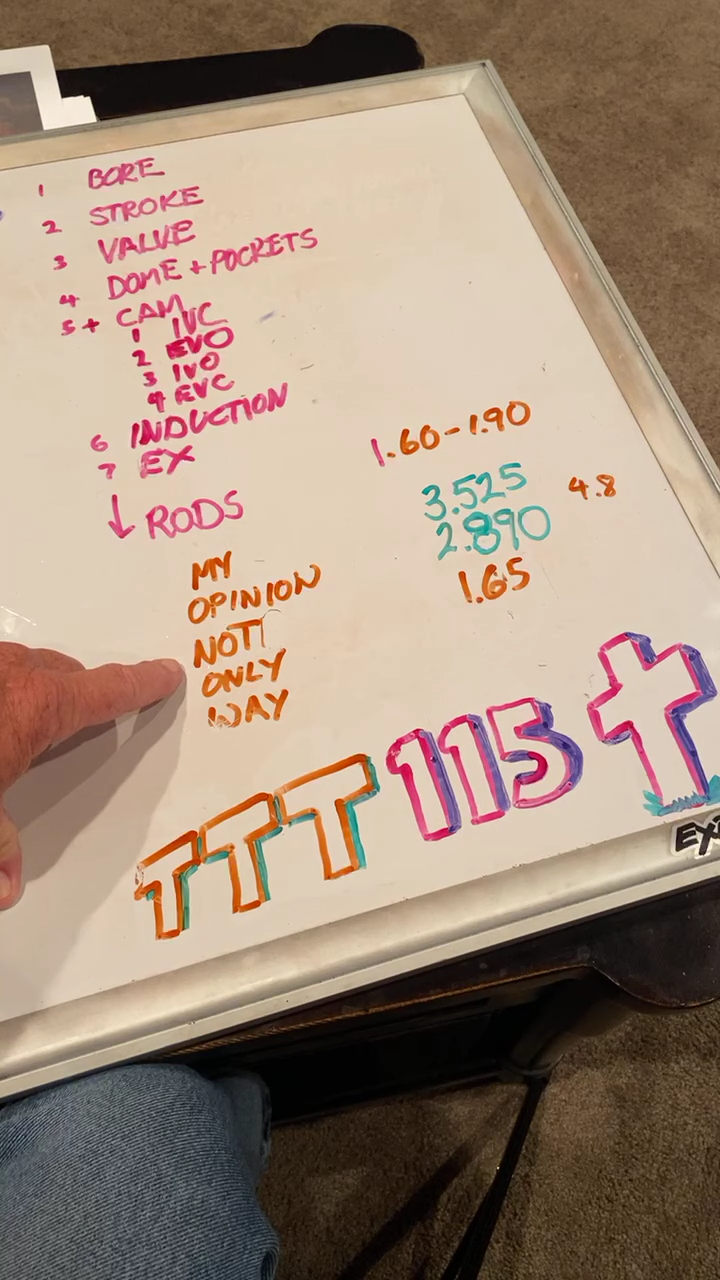 1 BORE
2 STROKE
3 VALVE
4 DOME + POCKETS
5+ CAM
1 IVC
2 EVO
3 IVO
4 EVC
6 INDUCTION
7 EX
↓ RODS
1.60-1.90
3.525
2.890
4.8
1.65
MY
OPINION
NOT
ONLY
WAY
TTT 115